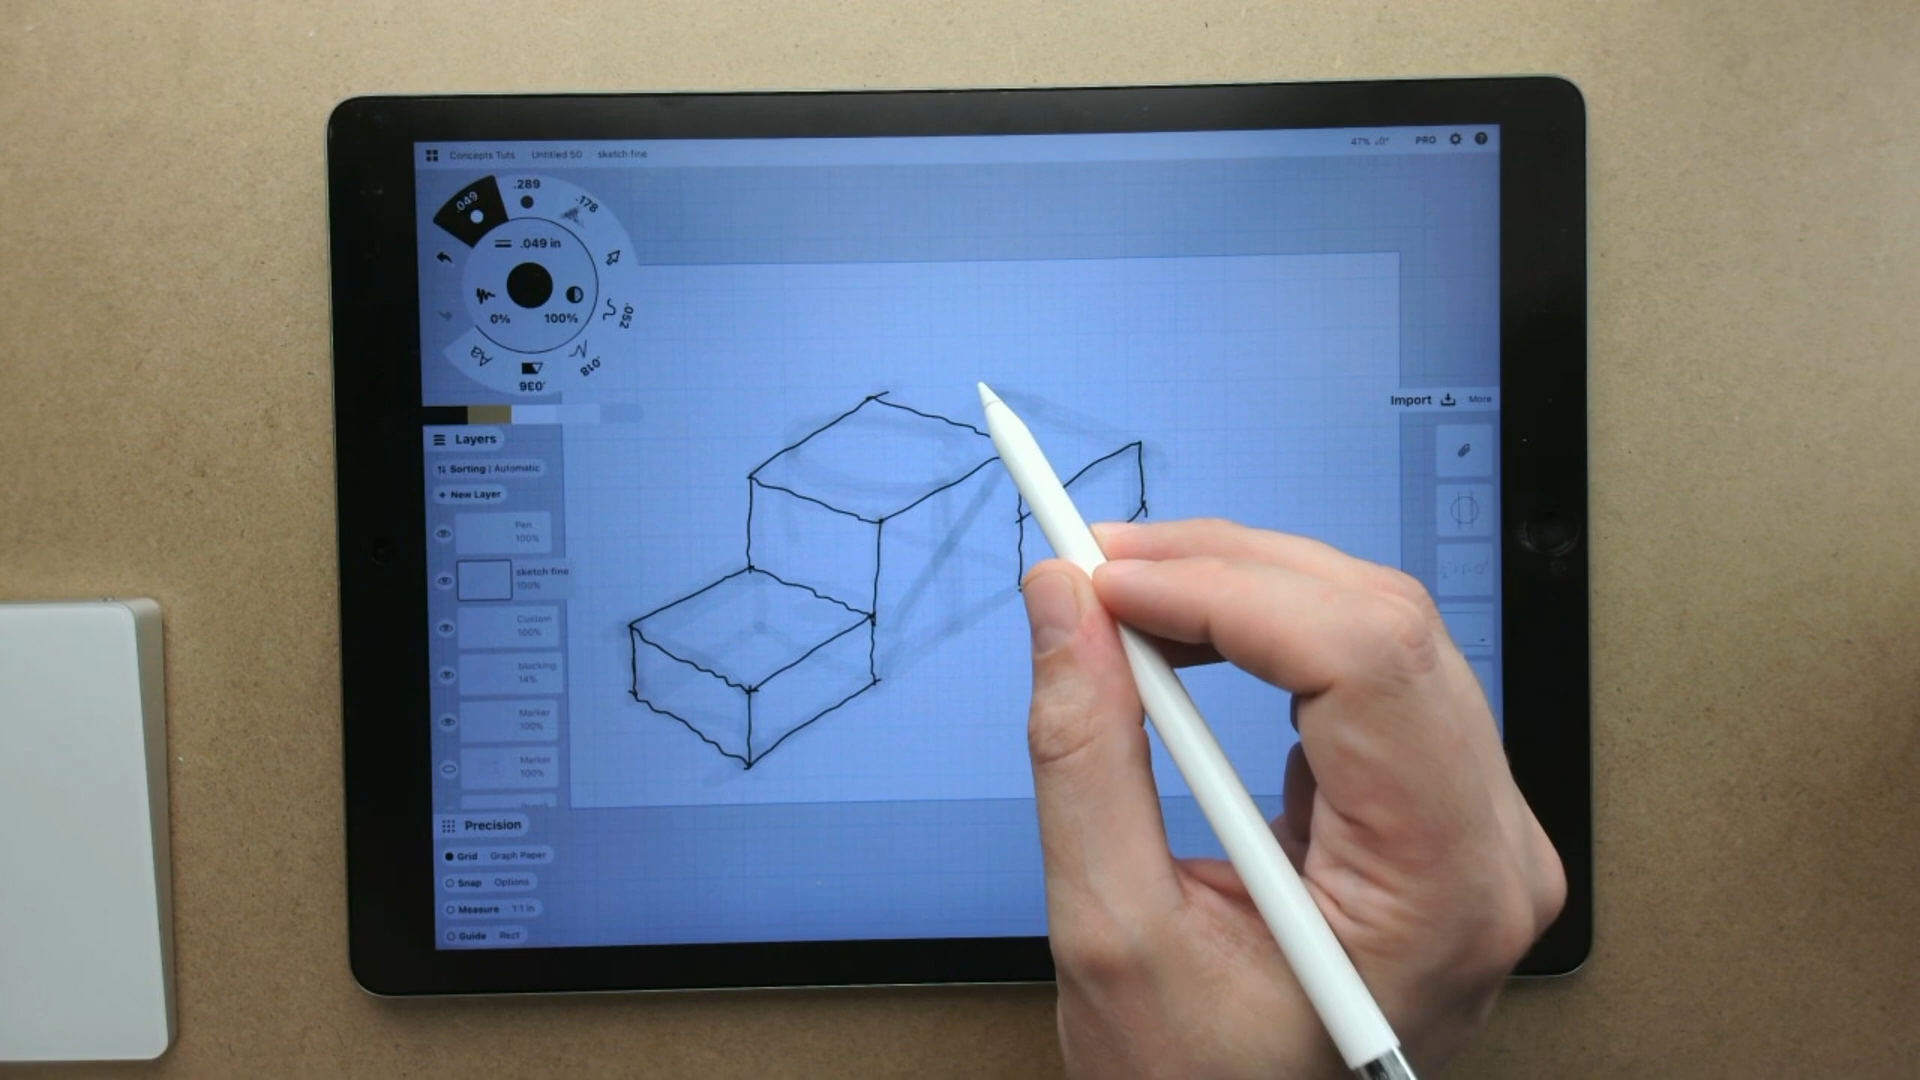 Concepts Tuts Untitled 50 sketch fine
47% ⊿0° PRO ?
.049 .289 .178
.049 in
0% 100%
.052
.018
.036
Aa
Import More
Layers
Sorting | Automatic
+ New Layer
Pen
100%
sketch fine
100%
Custom
100%
blocking
14%
Marker
100%
Marker
100%
Precision
Grid Graph Paper
Snap Options
Measure 1:1 in
Guide Rect